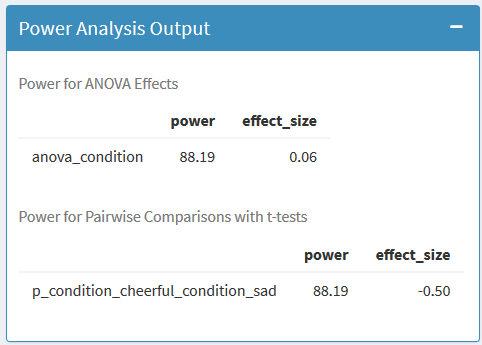 Power Analysis Output
Power for ANOVA Effects
power effect_size
anova_condition 88.19 0.06
Power for Pairwise Comparisons with t-tests
power effect_size
p_condition_cheerful_condition_sad 88.19 -0.50